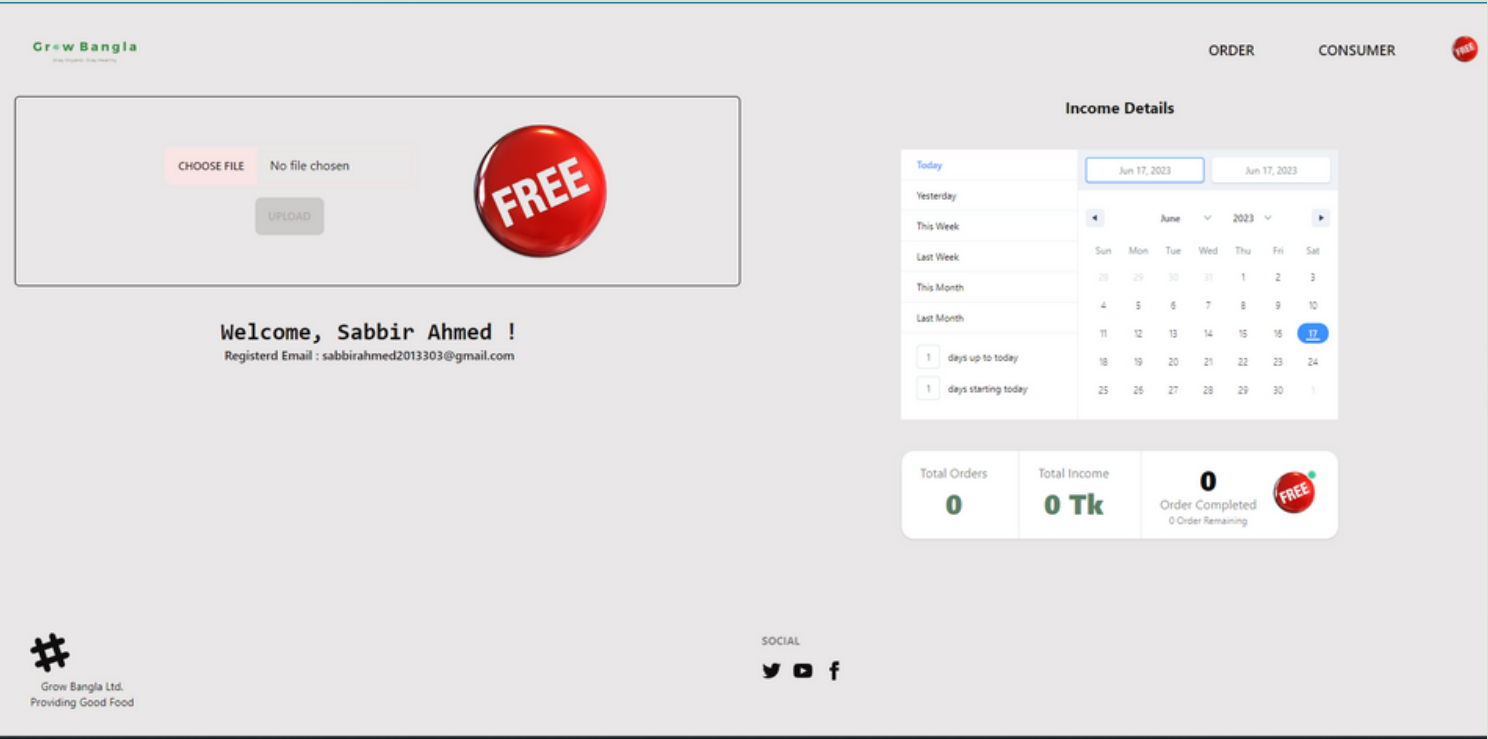 Grow Bangla
ORDER
CONSUMER
FREE
CHOOSE FILE No file chosen
UPLOAD
FREE
Welcome, Sabbir Ahmed !
Registerd Email : sabbirahmed2013303@gmail.com
Income Details
Today
Yesterday
This Week
Last Week
This Month
Last Month
1 days up to today
1 days starting today
Jun 17, 2023 Jun 17, 2023
June 2023
Sun Mon Tue Wed Thu Fri Sat
28 29 30 31 1 2 3
4 5 6 7 8 9 10
11 12 13 14 15 16 17
18 19 20 21 22 23 24
25 26 27 28 29 30 1
Total Orders
0
Total Income
0 Tk
0
Order Completed
0 Order Remaining
FREE
Grow Bangla Ltd.
Providing Good Food
SOCIAL